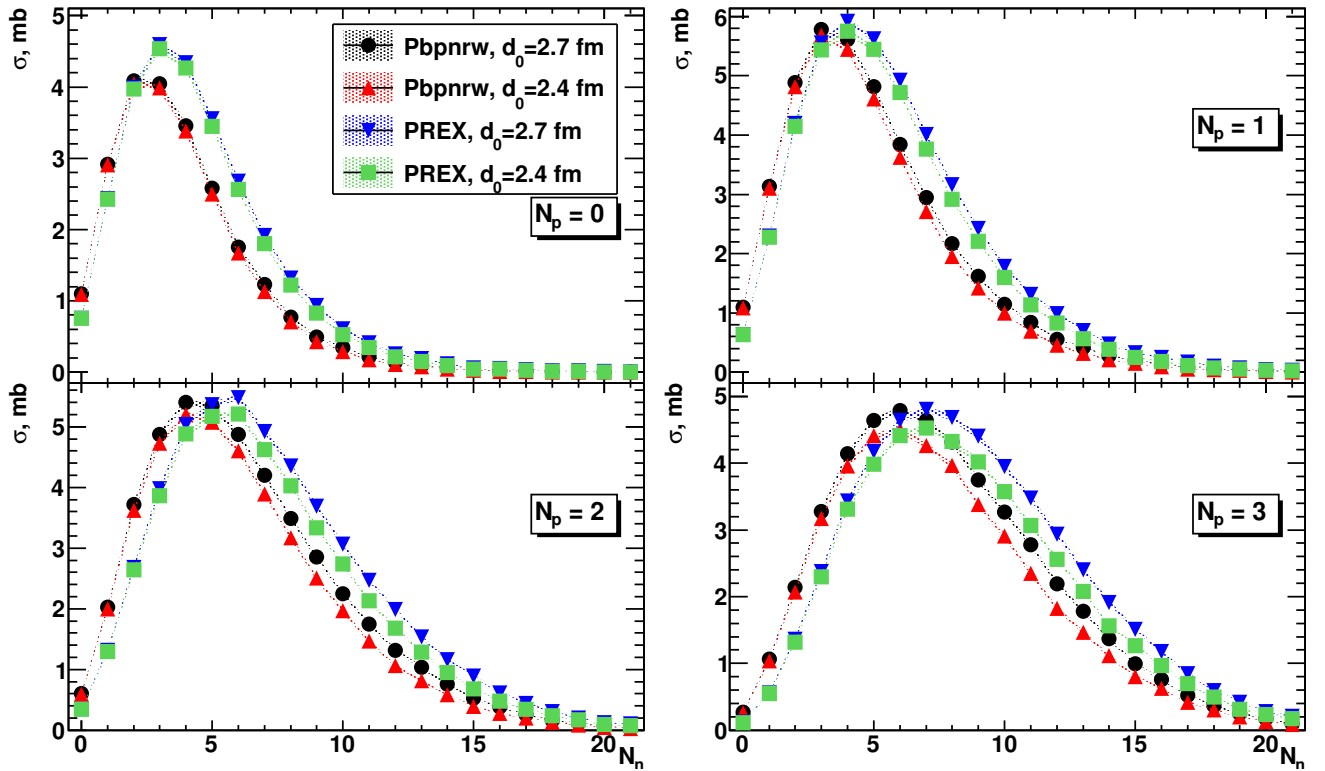 σ, mb
5
4
3
2
1
0
Pbpnrw, d₀=2.7 fm
Pbpnrw, d₀=2.4 fm
PREX, d₀=2.7 fm
PREX, d₀=2.4 fm
Nₚ = 0
σ, mb
6
5
4
3
2
1
0
Nₚ = 1
σ, mb
5
4
3
2
1
0
Nₚ = 2
0 5 10 15 20
Nₙ
σ, mb
5
4
3
2
1
0
Nₚ = 3
0 5 10 15 20
Nₙ